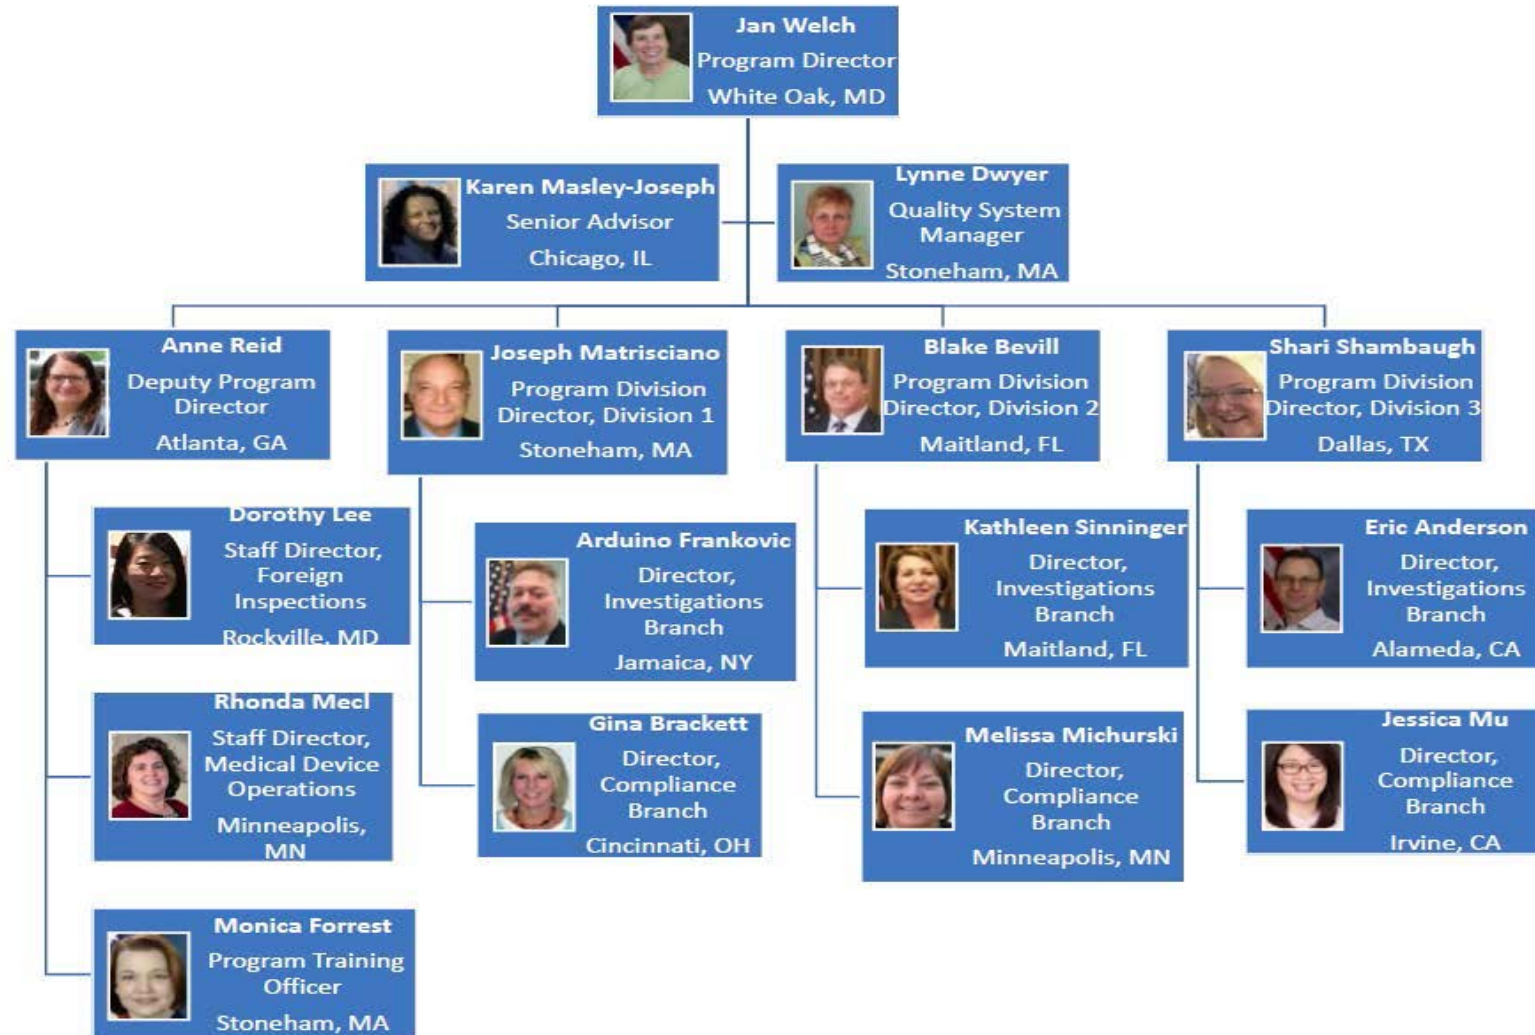 Jan Welch
Program Director
White Oak, MD
Karen Masley-Joseph
Senior Advisor
Chicago, IL
Lynne Dwyer
Quality System
Manager
Stoneham, MA
Anne Reid
Deputy Program
Director
Atlanta, GA
Joseph Matrisciano
Program Division
Director, Division 1
Stoneham, MA
Blake Bevill
Program Division
Director, Division 2
Maitland, FL
Shari Shambaugh
Program Division
Director, Division 3
Dallas, TX
Dorothy Lee
Staff Director,
Foreign
Inspections
Rockville, MD
Rhonda Mecl
Staff Director,
Medical Device
Operations
Minneapolis,
MN
Monica Forrest
Program Training
Officer
Stoneham, MA
Arduino Frankovic
Director,
Investigations
Branch
Jamaica, NY
Gina Brackett
Director,
Compliance
Branch
Cincinnati, OH
Kathleen Sinninger
Director,
Investigations
Branch
Maitland, FL
Melissa Michurski
Director,
Compliance
Branch
Minneapolis, MN
Eric Anderson
Director,
Investigations
Branch
Alameda, CA
Jessica Mu
Director,
Compliance
Branch
Irvine, CA